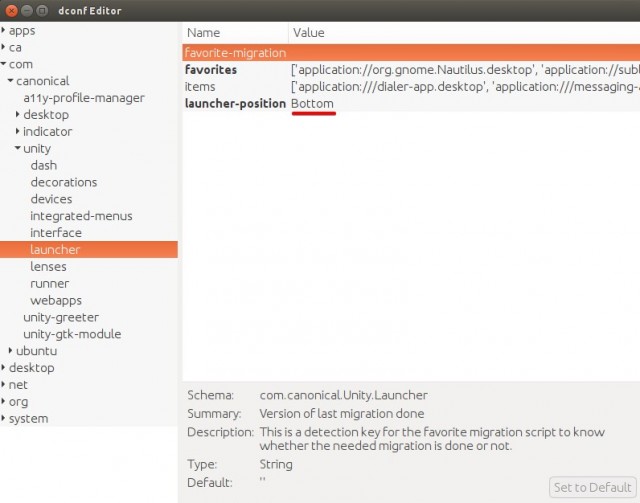 dconf Editor
apps
ca
com
canonical
a11y-profile-manager
desktop
indicator
unity
dash
decorations
devices
integrated-menus
interface
launcher
lenses
runner
webapps
unity-greeter
unity-gtk-module
ubuntu
desktop
net
org
system
Name Value
favorite-migration
favorites ['application://org.gnome.Nautilus.desktop', 'application://subl
items ['application:///dialer-app.desktop', 'application:///messaging-a
launcher-position Bottom
Schema: com.canonical.Unity.Launcher
Summary: Version of last migration done
Description: This is a detection key for the favorite migration script to know
whether the needed migration is done or not.
Type: String
Default: ''
Set to Default